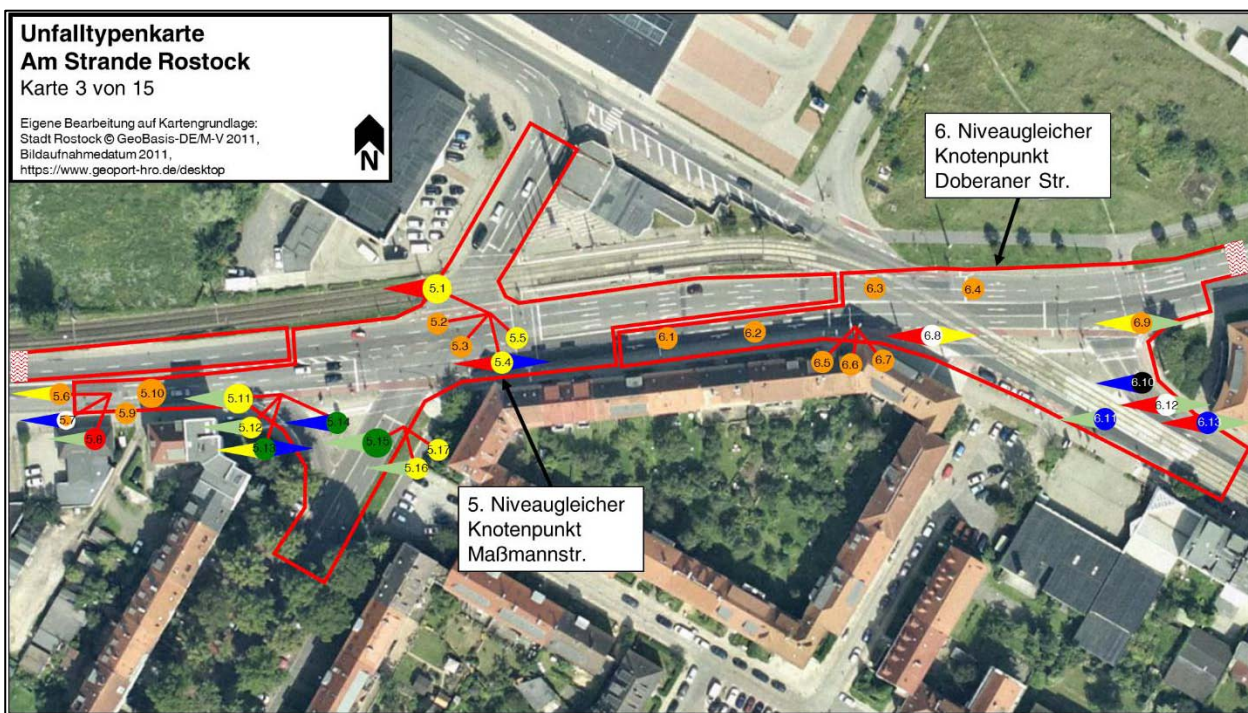 Unfalltypenkarte
Am Strande Rostock
Karte 3 von 15
Eigene Bearbeitung auf Kartengrundlage:
Stadt Rostock © GeoBasis-DE/M-V 2011,
Bildaufnahmedatum 2011,
https://www.geoport-hro.de/desktop
N
6. Niveaugleicher
Knotenpunkt
Doberaner Str.
5.1
5.2
5.3
5.5
5.4
6.1
6.2
6.3
6.4
6.5
6.6
6.7
6.8
6.9
5.6
5.7
5.8
5.9
5.10
5.11
5.12
5.13
5.14
5.15
5.16
5.17
6.10
6.11
6.12
6.13
5. Niveaugleicher
Knotenpunkt
Maßmannstr.